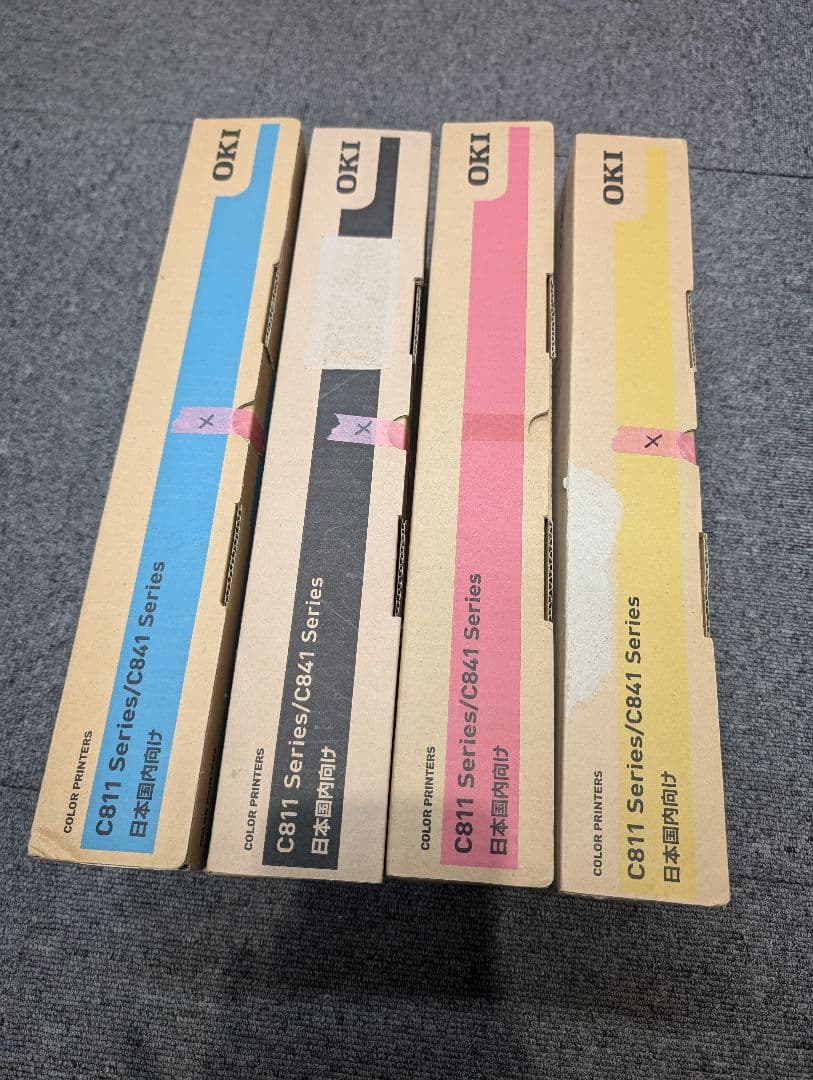 OKI
COLOR PRINTERS
C811 Series/C841 Series
日本国内向け
X
OKI
COLOR PRINTERS
C811 Series/C841 Series
日本国内向け
X
OKI
COLOR PRINTERS
C811 Series/C841 Series
日本国内向け
OKI
COLOR PRINTERS
C811 Series/C841 Series
日本国内向け
X